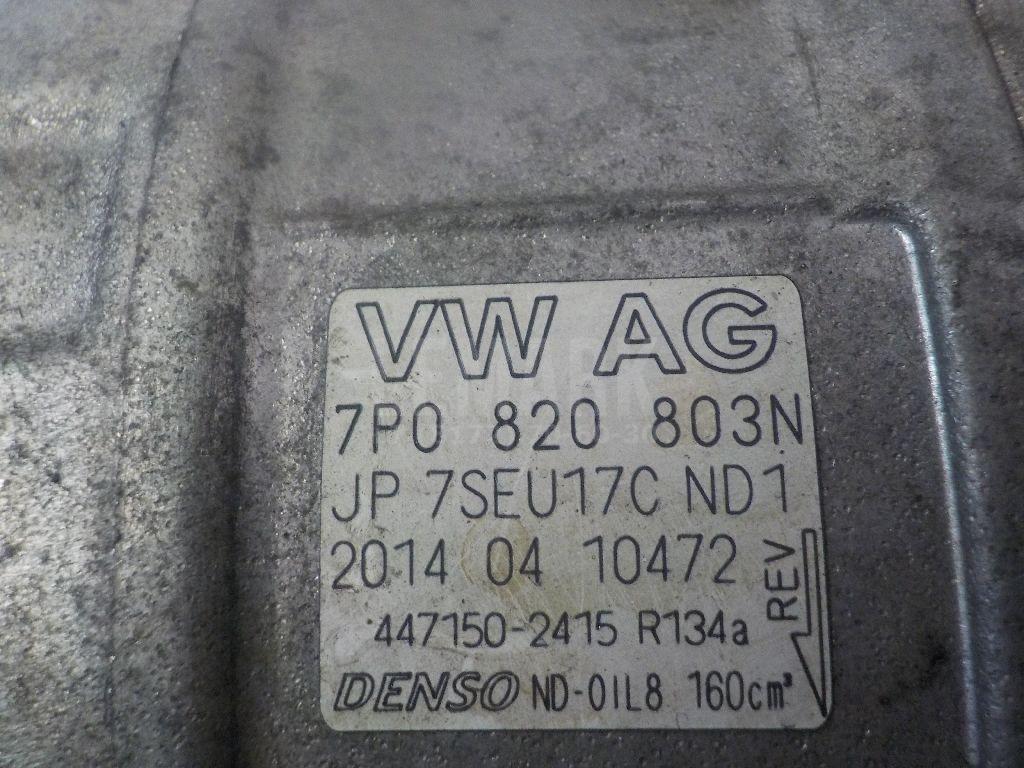 VW AG
7P0 820 803N
JP 7SEU17C ND1
2014 04 10472
REV
447150-2415 R134a
DENSO ND-OIL8 160cm³